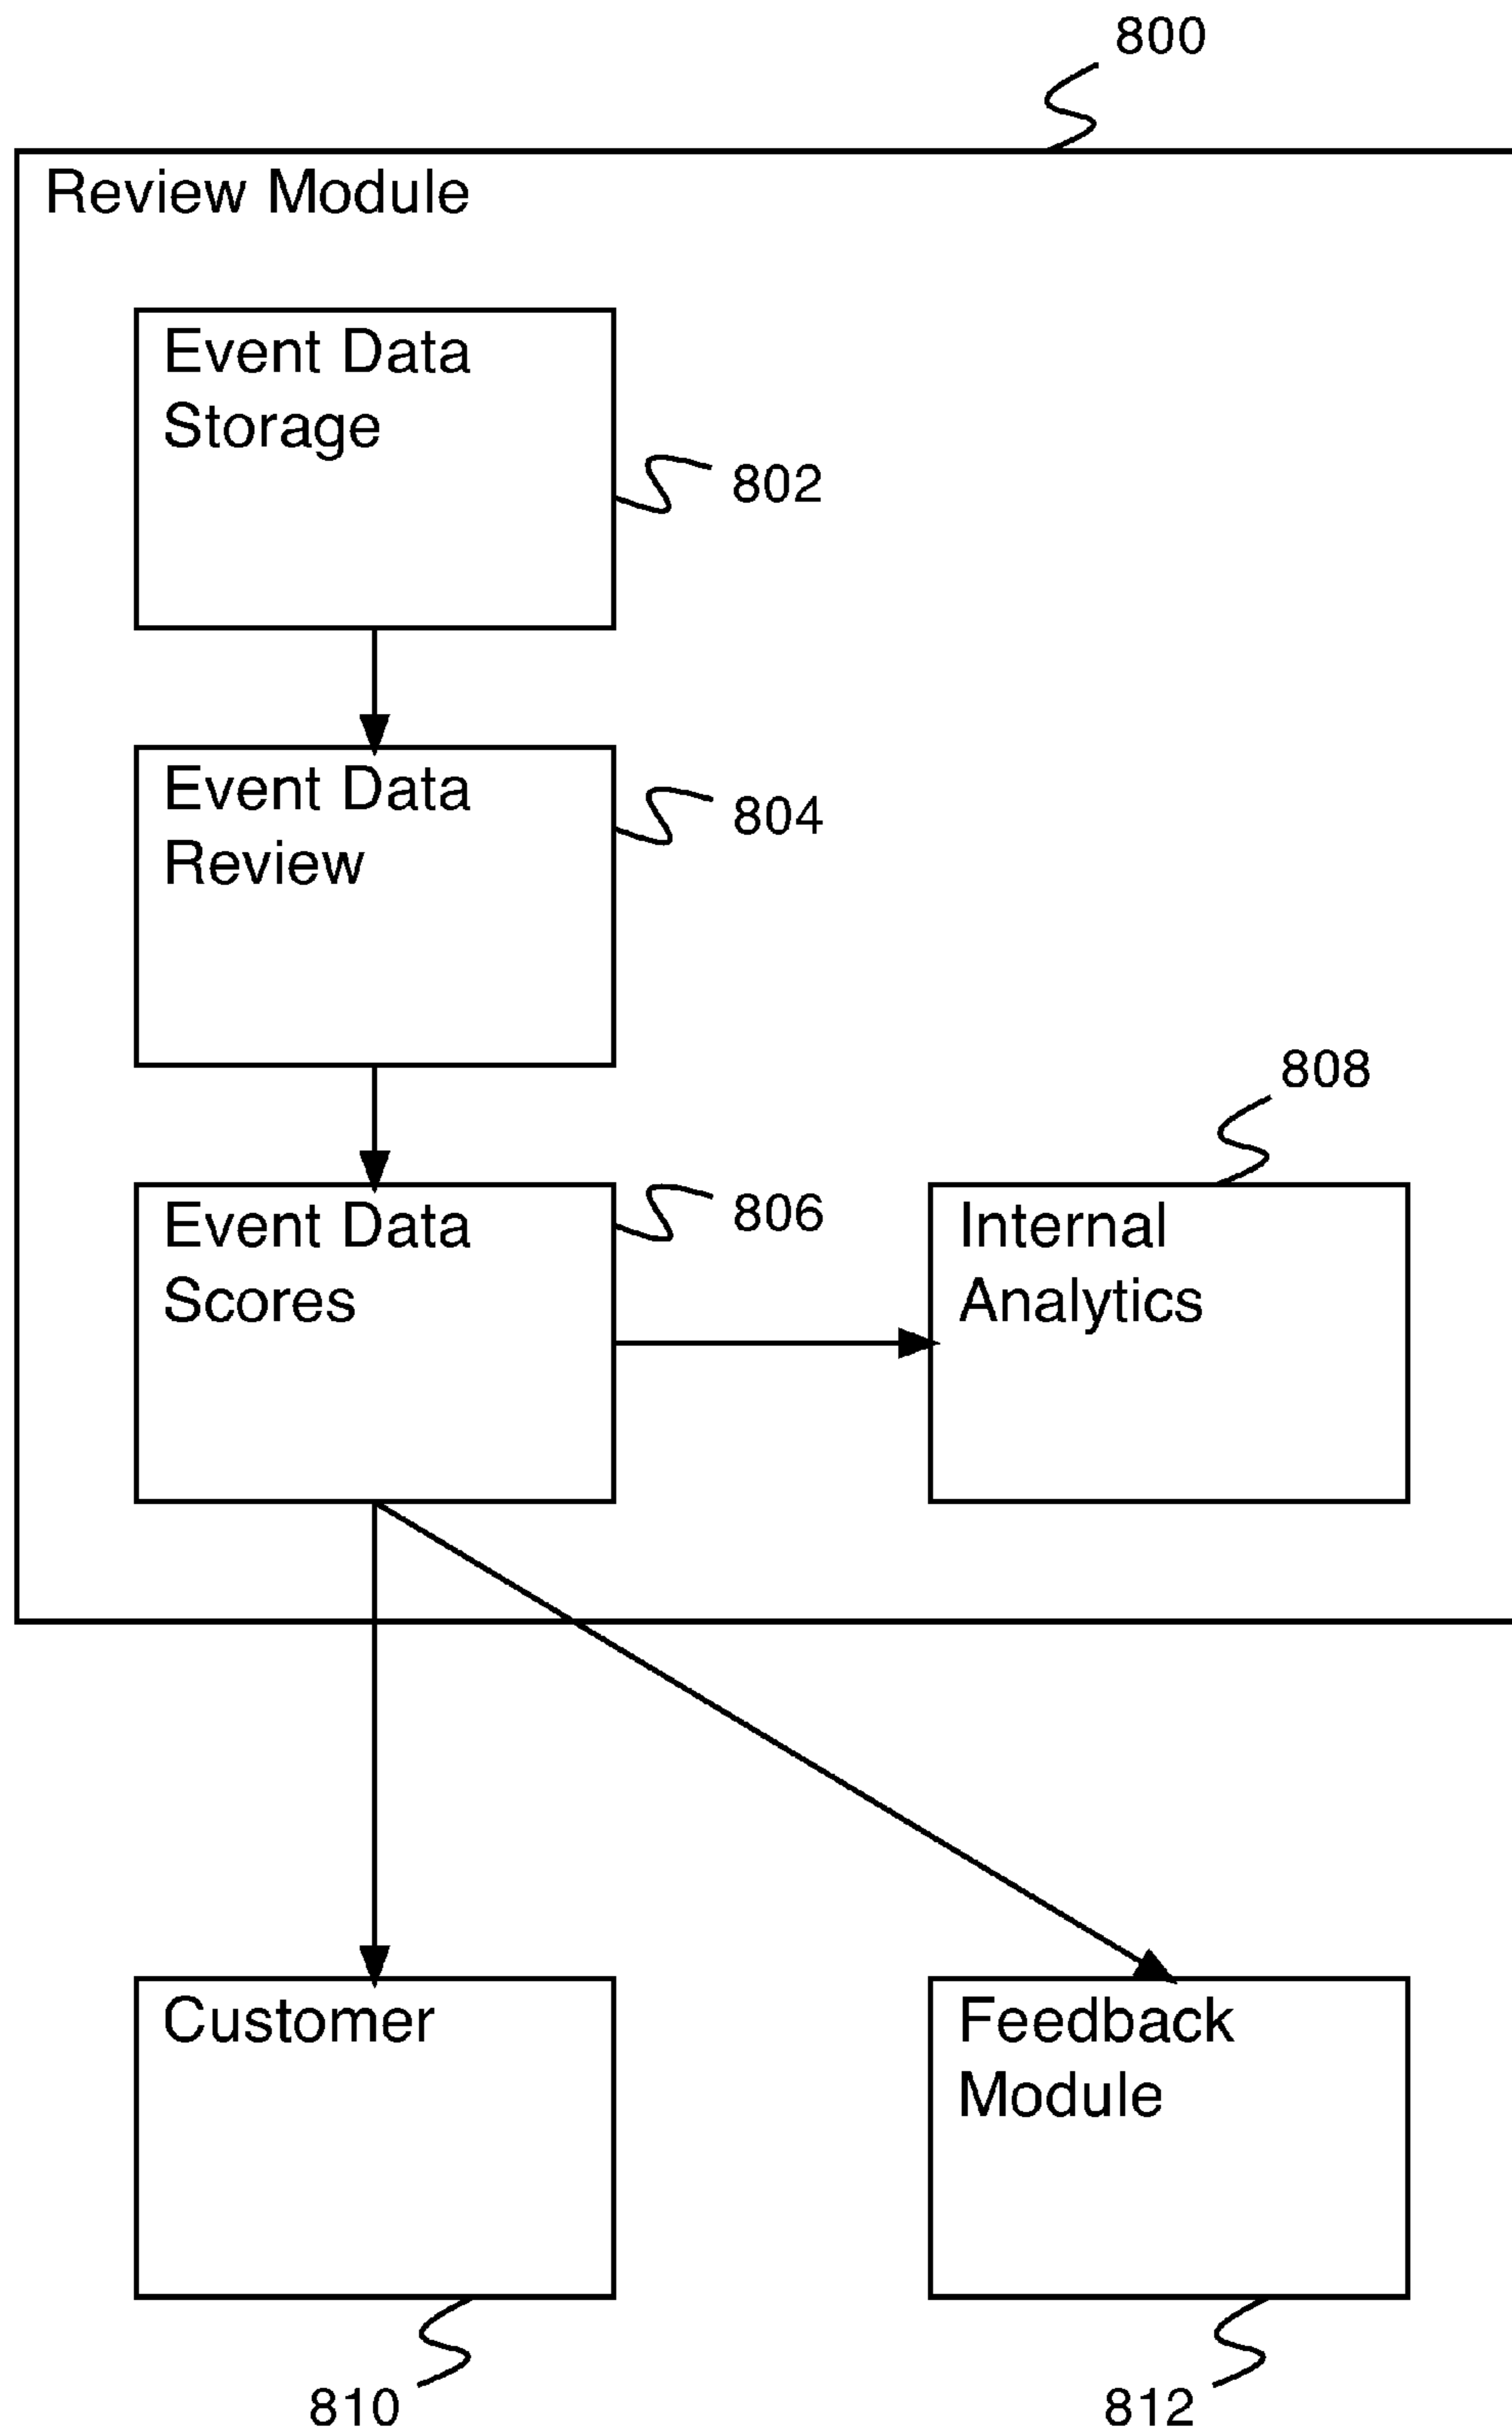 800
Review Module
Event Data
Storage
802
Event Data
Review
804
808
Event Data
Scores
806
Internal
Analytics
Customer
Feedback
Module
810
812